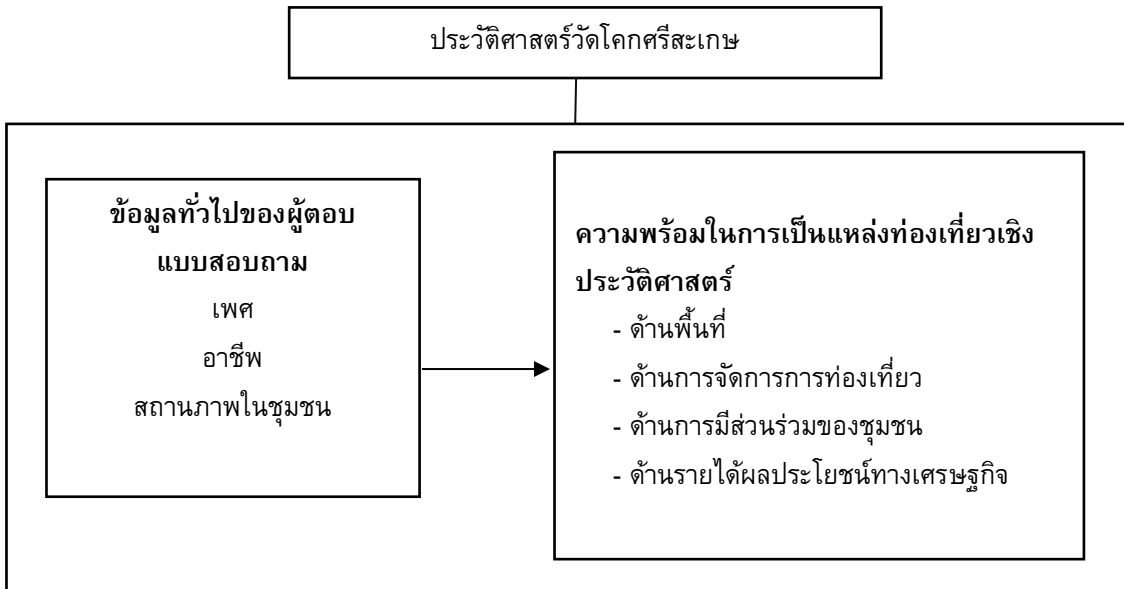 ประวัติศาสตร์วัดโคกศรีสะเกษ
ข้อมูลทั่วไปของผู้ตอบ
แบบสอบถาม
เพศ
อาชีพ
สถานภาพในชุมชน
ความพร้อมในการเป็นแหล่งท่องเที่ยวเชิง
ประวัติศาสตร์
- ด้านพื้นที่
- ด้านการจัดการการท่องเที่ยว
- ด้านการมีส่วนร่วมของชุมชน
- ด้านรายได้ผลประโยชน์ทางเศรษฐกิจ